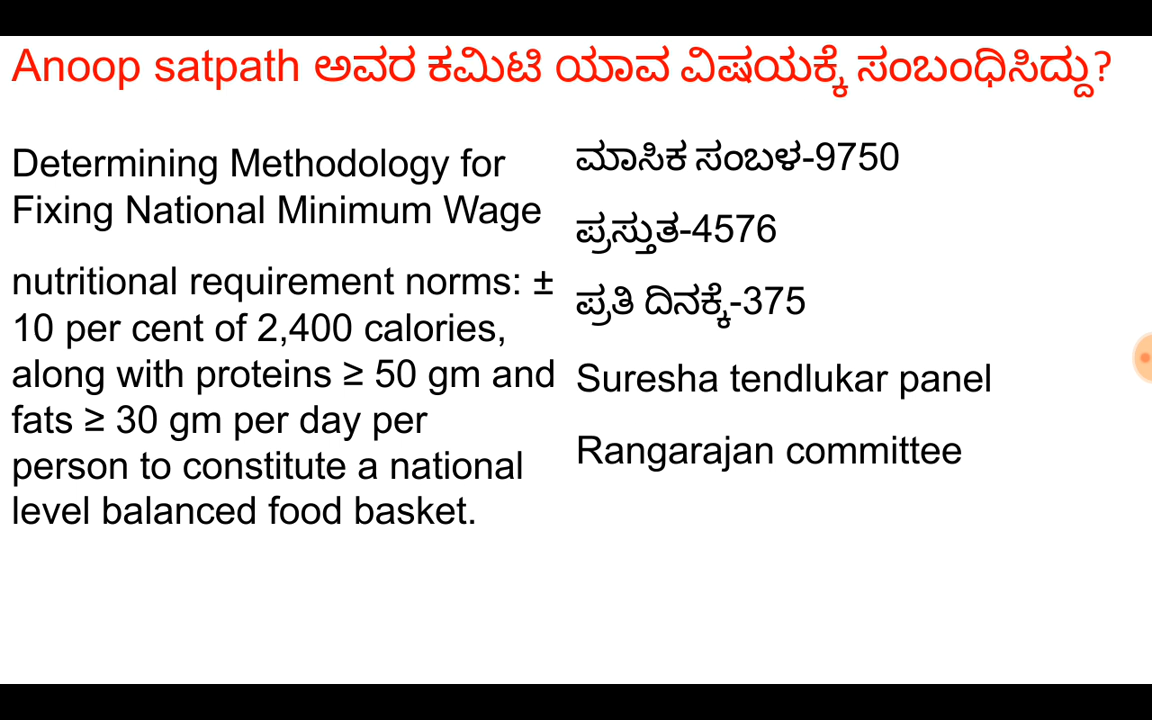 Anoop satpath ಅವರ ಕಮಿಟಿ ಯಾವ ವಿಷಯಕ್ಕೆ ಸಂಬಂಧಿಸಿದ್ದು?
Determining Methodology for
Fixing National Minimum Wage
nutritional requirement norms: ±
10 per cent of 2,400 calories,
along with proteins ≥ 50 gm and
fats ≥ 30 gm per day per
person to constitute a national
level balanced food basket.
ಮಾಸಿಕ ಸಂಬಳ-9750
ಪ್ರಸ್ತುತ-4576
ಪ್ರತಿ ದಿನಕ್ಕೆ-375
Suresha tendlukar panel
Rangarajan committee